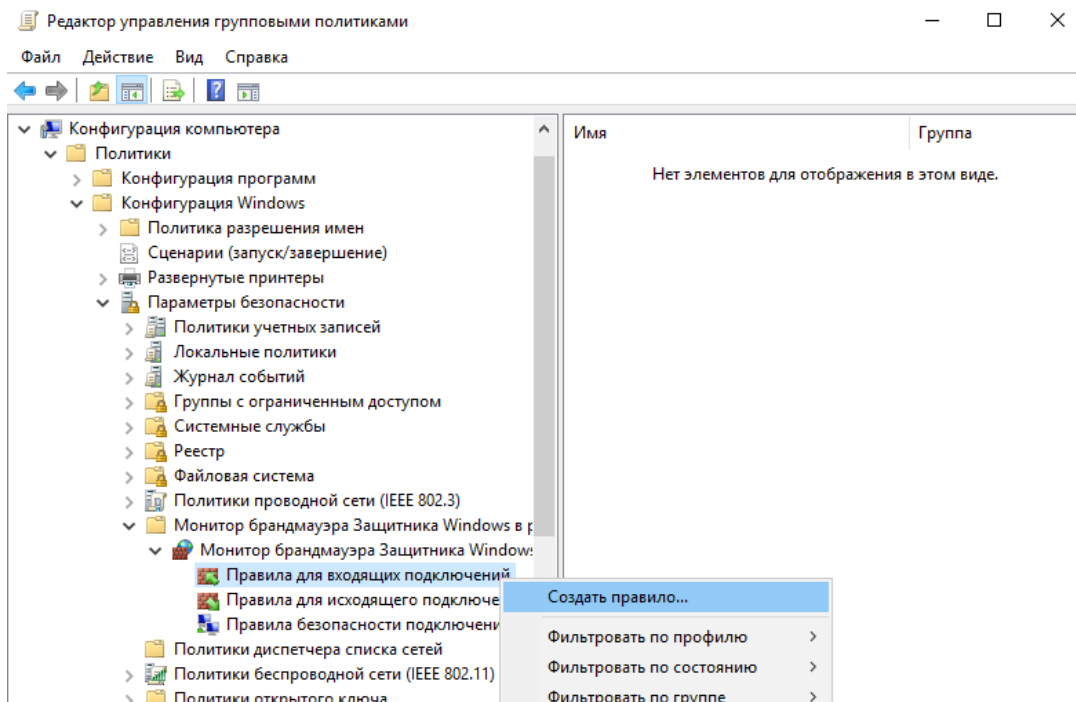 Редактор управления групповыми политиками
Файл Действие Вид Справка
Конфигурация компьютера
Политики
Конфигурация программ
Конфигурация Windows
Политика разрешения имен
Сценарии (запуск/завершение)
Развернутые принтеры
Параметры безопасности
Политики учетных записей
Локальные политики
Журнал событий
Группы с ограниченным доступом
Системные службы
Реестр
Файловая система
Политики проводной сети (IEEE 802.3)
Монитор брандмауэра Защитника Windows в р
Монитор брандмауэра Защитника Windows
Правила для входящих подключений
Правила для исходящего подключе
Правила безопасности подключени
Политики диспетчера списка сетей
Политики беспроводной сети (IEEE 802.11)
Политики открытого ключа
Имя Группа
Нет элементов для отображения в этом виде.
Создать правило...
Фильтровать по профилю
Фильтровать по состоянию
Фильтровать по группе